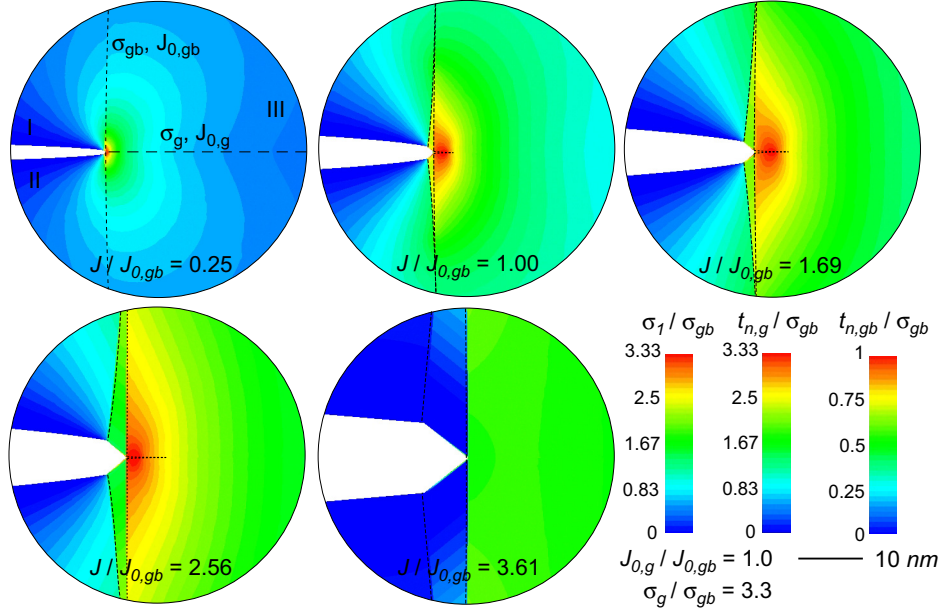 σgb, J0,gb
I
III
σg, J0,g
II
J / J0,gb = 0.25
J / J0,gb = 1.00
J / J0,gb = 1.69
J / J0,gb = 2.56
J / J0,gb = 3.61
σ1 / σgb tn,g / σgb tn,gb / σgb
3.33 3.33 1
2.5 2.5 0.75
1.67 1.67 0.5
0.83 0.83 0.25
0 0 0
J0,g / J0,gb = 1.0 10 nm
σg / σgb = 3.3